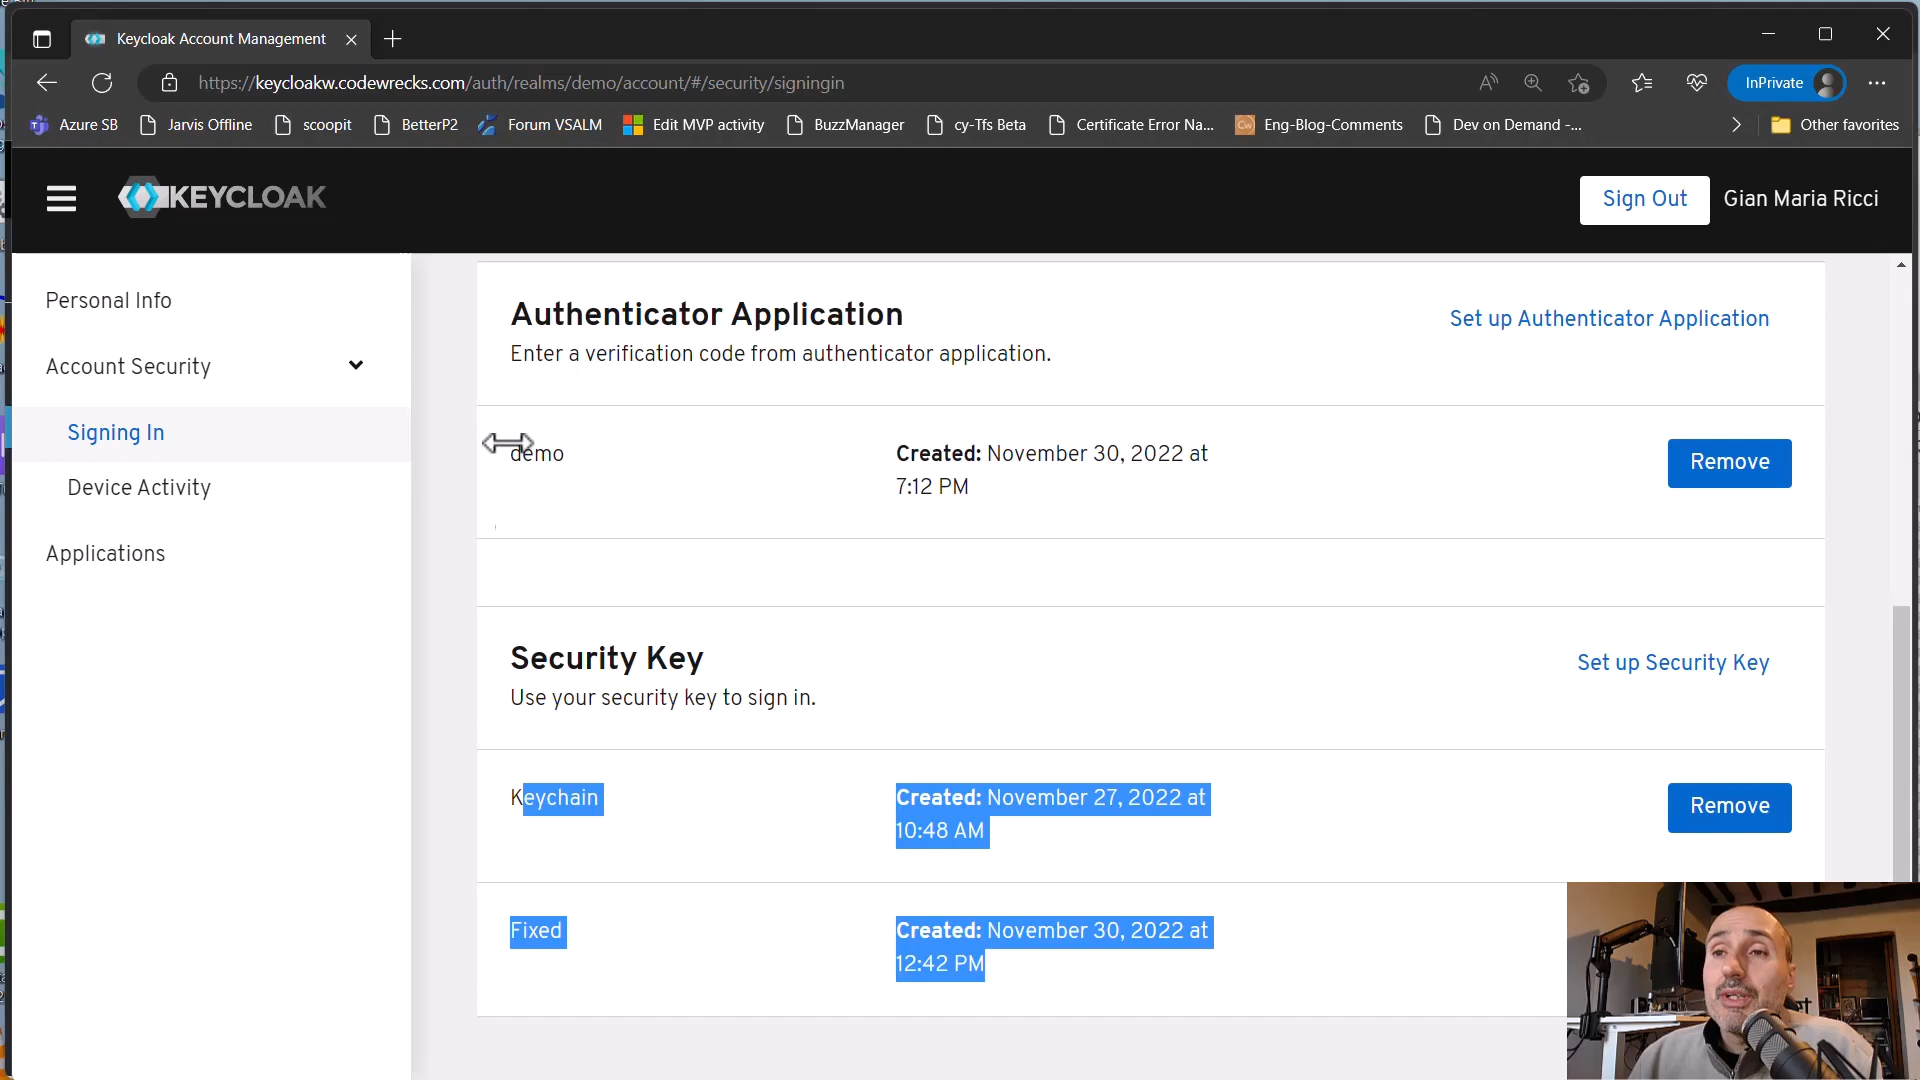 Keycloak Account Management
https://keycloakw.codewrecks.com/auth/realms/demo/account/#/security/signingin
InPrivate
Azure SB
Jarvis Offline
scoopit
BetterP2
Forum VSALM
Edit MVP activity
BuzzManager
cy-Tfs Beta
Certificate Error Na...
Eng-Blog-Comments
Dev on Demand -...
Other favorites
KEYCLOAK
Sign Out
Gian Maria Ricci
Personal Info
Account Security
Signing In
Device Activity
Applications
Authenticator Application
Set up Authenticator Application
Enter a verification code from authenticator application.
demo
Created: November 30, 2022 at
7:12 PM
Remove
Security Key
Set up Security Key
Use your security key to sign in.
Keychain
Created: November 27, 2022 at
10:48 AM
Remove
Fixed
Created: November 30, 2022 at
12:42 PM